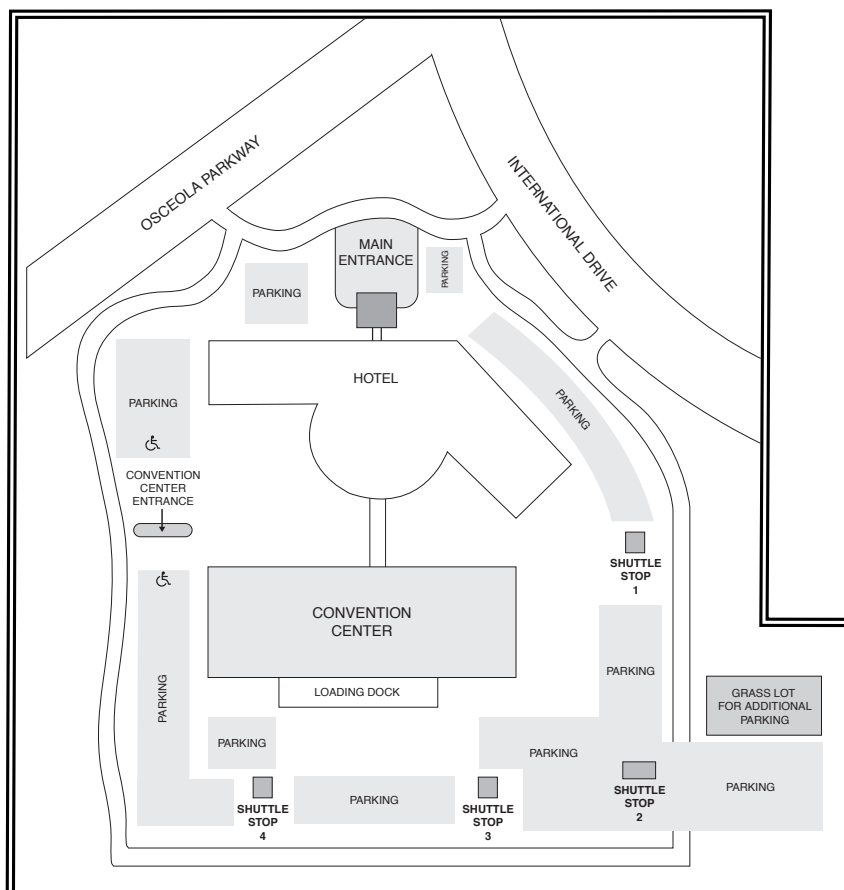 OSCEOLA PARKWAY
INTERNATIONAL DRIVE
MAIN
ENTRANCE
PARKING
PARKING
HOTEL
PARKING
PARKING
CONVENTION
CENTER
ENTRANCE
SHUTTLE
STOP
1
CONVENTION
CENTER
LOADING DOCK
PARKING
PARKING
GRASS LOT
FOR ADDITIONAL
PARKING
PARKING
PARKING
PARKING
PARKING
SHUTTLE
STOP
4
SHUTTLE
STOP
3
SHUTTLE
STOP
2